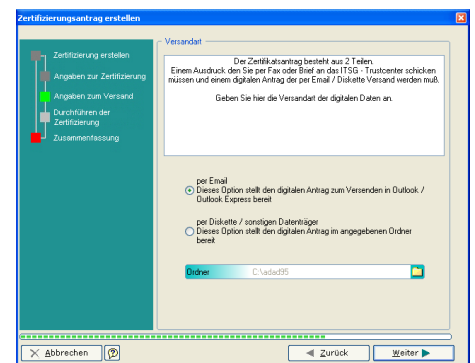 Zertifizierungsantrag erstellen
Zertifizierung erstellen
Angaben zur Zertifizierung
Angaben zum Versand
Durchführen der
Zertifizierung
Zusammenfassung
Versandart
Der Zertifikatsantrag besteht aus 2 Teilen.
Einem Ausdruck den Sie per Fax oder Brief an das ITSG - Trustcenter schicken
müssen und einem digitalen Antrag der per Email / Diskette Versand werden muß.
Geben Sie hier die Versandart der digitalen Daten an.
per Email
Dieses Option stellt den digitalen Antrag zum Versenden in Outlook /
Outlook Express bereit
per Diskette / sonstigen Datenträger
Dieses Option stellt den digitalen Antrag im angegebenen Ordner
bereit
Ordner C:\adad95
Abbrechen Zurück Weiter